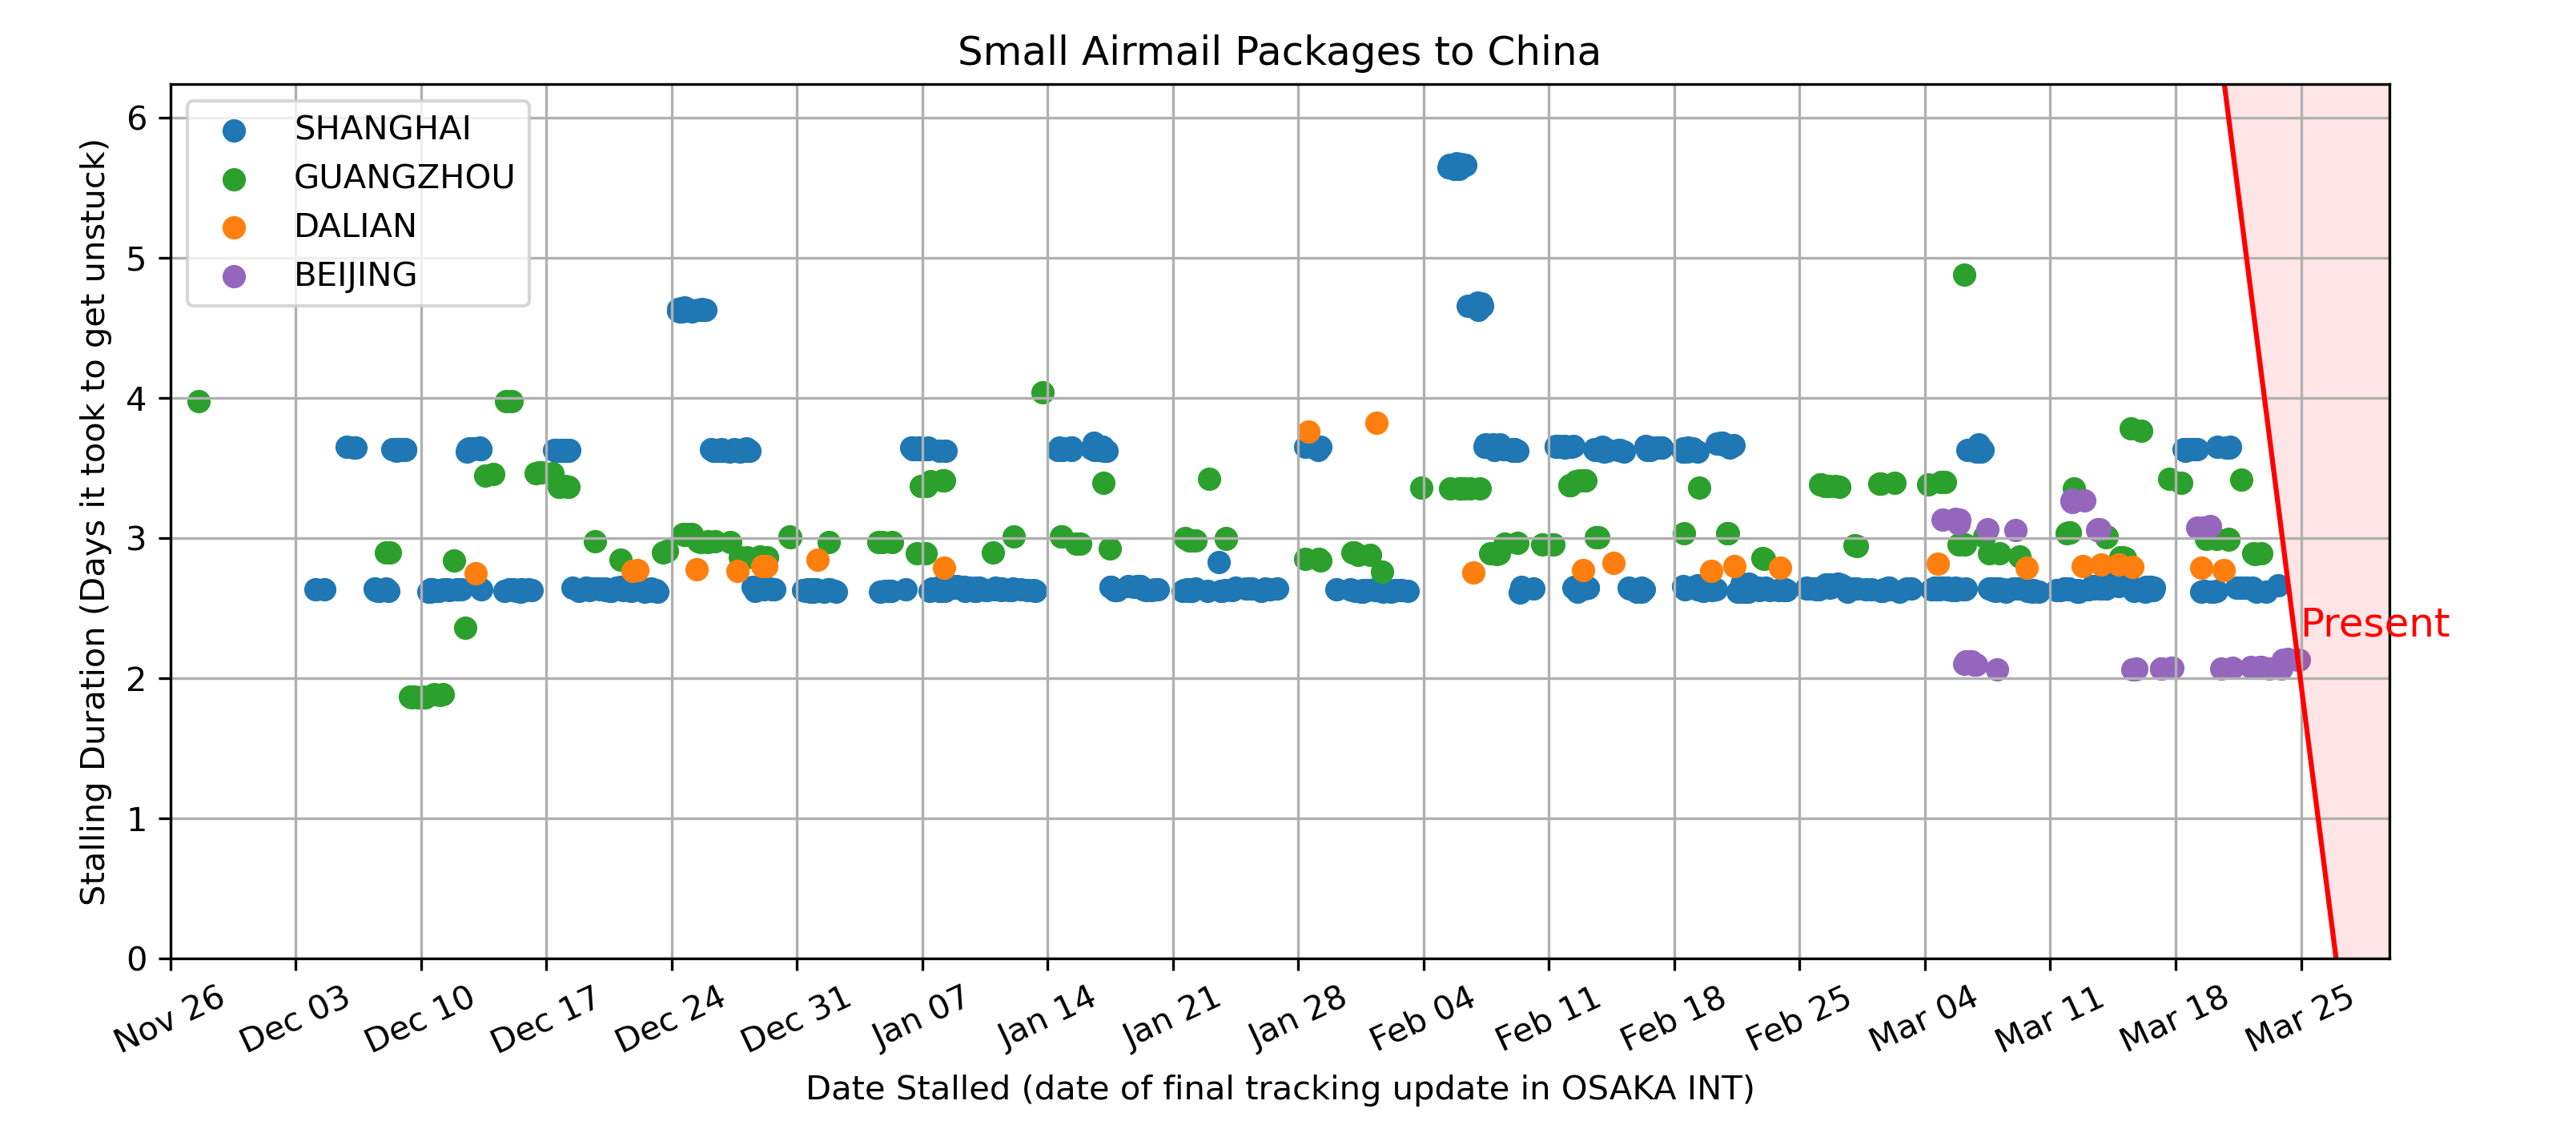 Small Airmail Packages to China
SHANGHAI
GUANGZHOU
DALIAN
BEIJING
Stalling Duration (Days it took to get unstuck)
6
5
4
3
2
1
0
Present
Nov 26
Dec 03
Dec 10
Dec 17
Dec 24
Dec 31
Jan 07
Jan 14
Jan 21
Jan 28
Feb 04
Feb 11
Feb 18
Feb 25
Mar 04
Mar 11
Mar 18
Mar 25
Date Stalled (date of final tracking update in OSAKA INT)